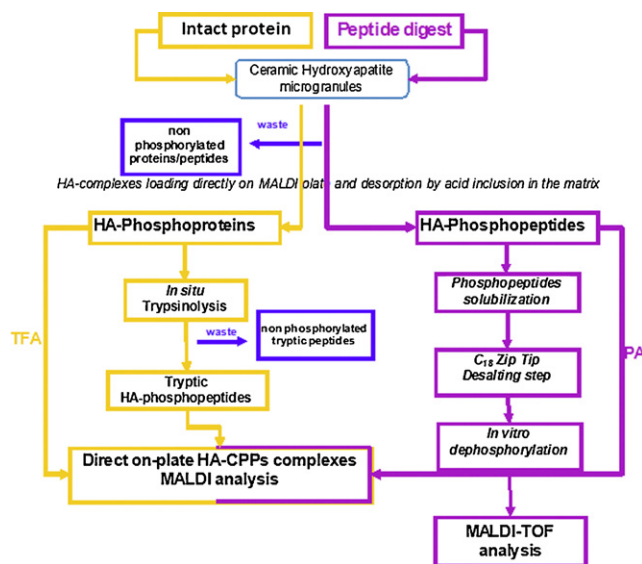 Intact protein
Peptide digest
Ceramic Hydroxyapatite
microgranules
waste
non
phosphorylated
proteins/peptides
HA-complexes loading directly on MALDI plate and desorption by acid inclusion in the matrix
HA-Phosphoproteins
HA-Phosphopeptides
In situ
Trypsinolysis
Phosphopeptides
solubilization
TFA
waste
non phosphorylated
tryptic peptides
PA
C18 Zip Tip
Desalting step
Tryptic
HA-phosphopeptides
In vitro
dephosphorylation
Direct on-plate HA-CPPs complexes
MALDI analysis
MALDI-TOF
analysis